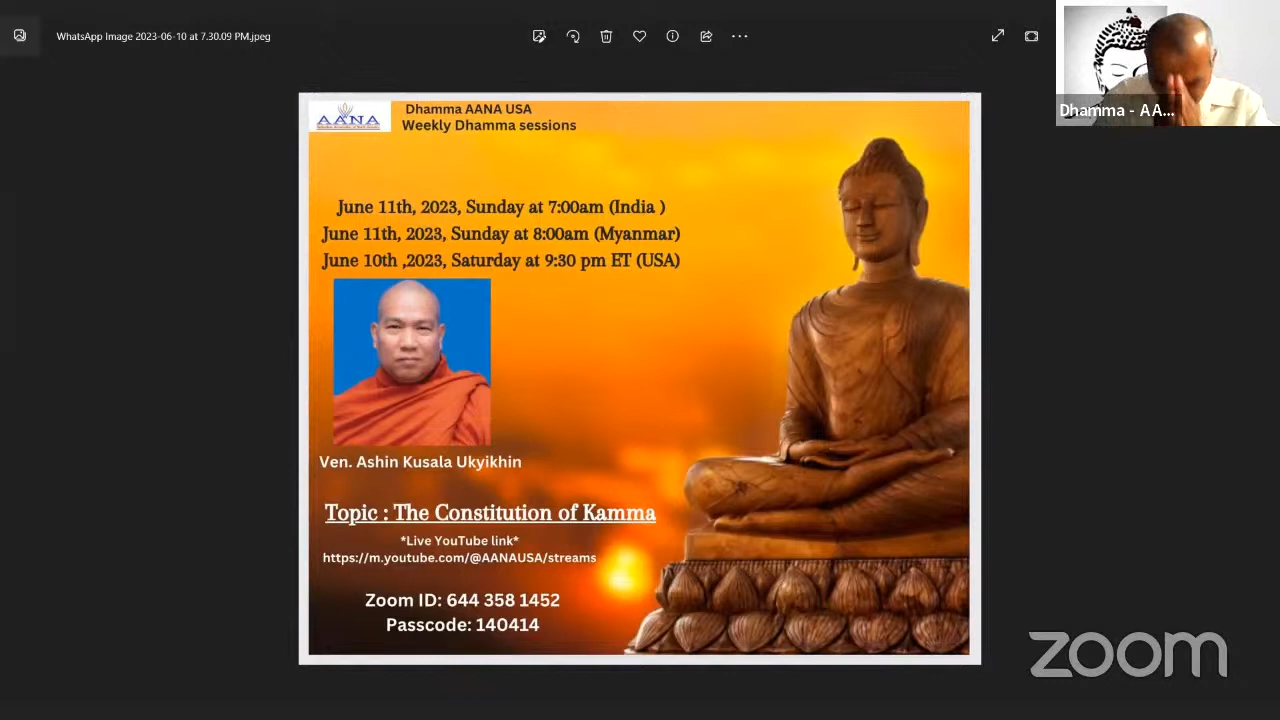 WhatsApp Image 2023-06-10 at 7.30.09 PM.jpeg
Dhamma - AA...
AANA
Dhamma AANA USA
Weekly Dhamma sessions
June 11th, 2023, Sunday at 7:00am (India )
June 11th, 2023, Sunday at 8:00am (Myanmar)
June 10th ,2023, Saturday at 9:30 pm ET (USA)
Ven. Ashin Kusala Ukyikhin
Topic : The Constitution of Kamma
*Live YouTube link*
https://m.youtube.com/@AANAUSA/streams
Zoom ID: 644 358 1452
Passcode: 140414
zoom